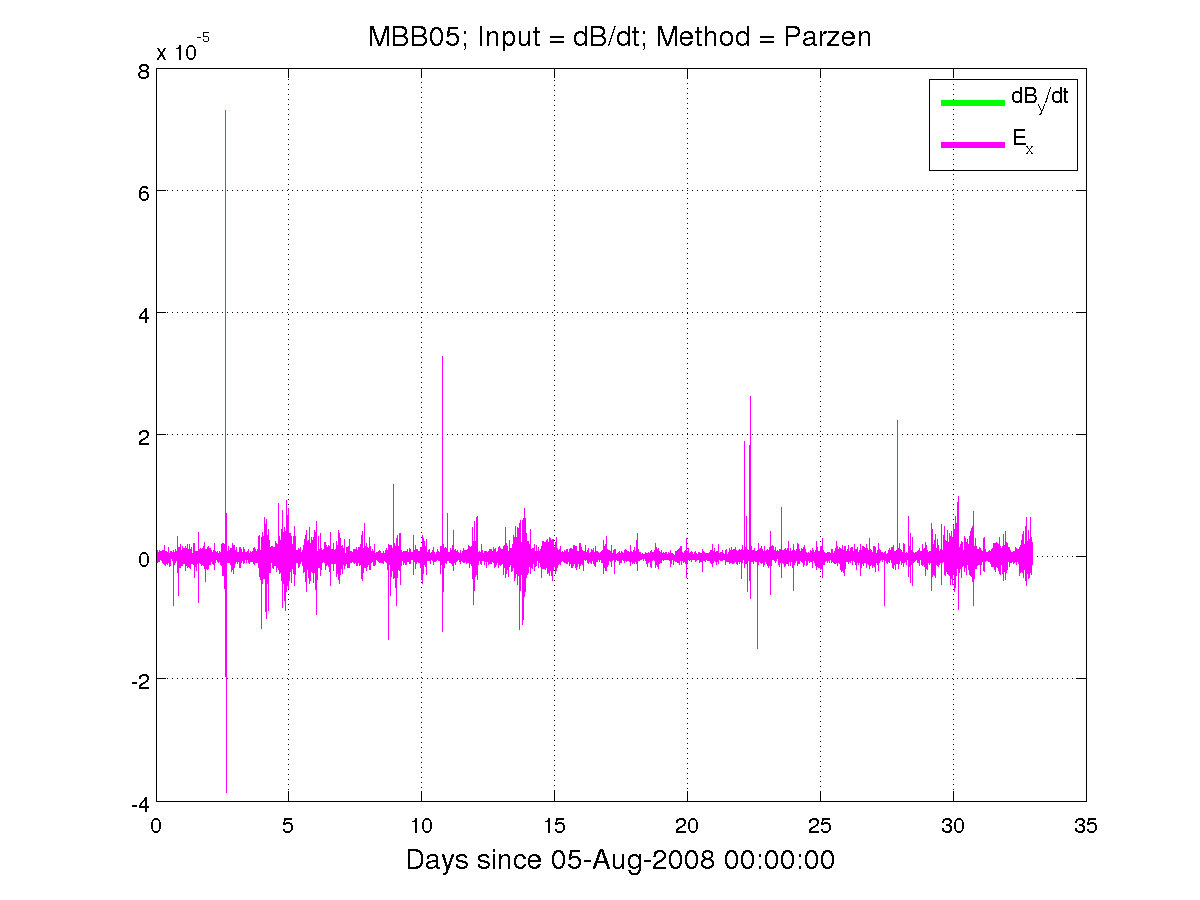 MBB05; Input = dB/dt; Method = Parzen
x 10^-5
dB_y/dt
E_x
8
6
4
2
0
-2
-4
0 5 10 15 20 25 30 35
Days since 05-Aug-2008 00:00:00